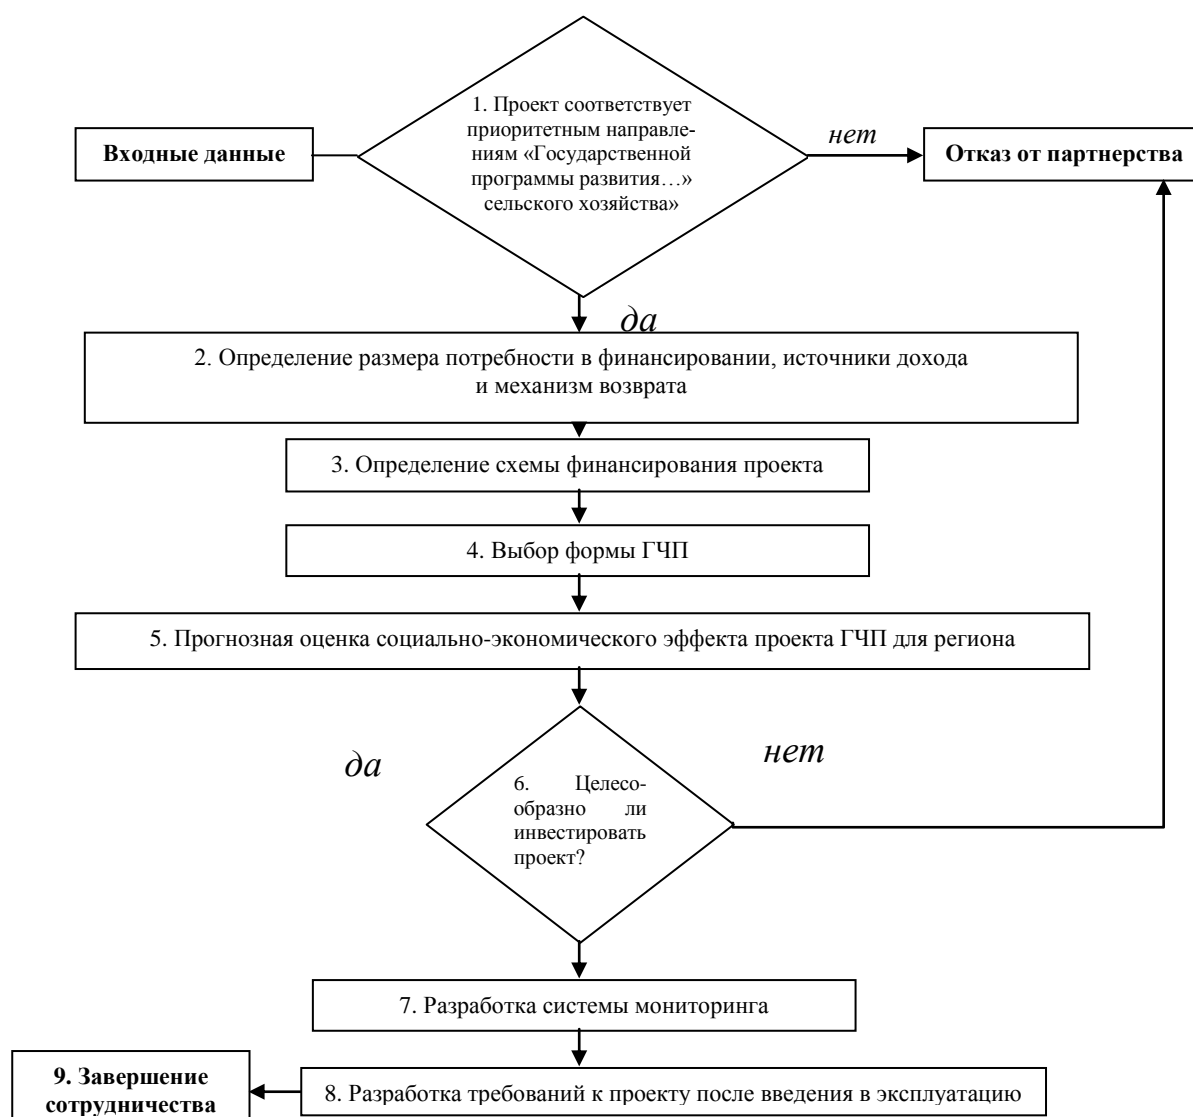 1. Проект соответствует
приоритетным направле-
ниям «Государственной
программы развития…»
сельского хозяйства»
Входные данные
нет
Отказ от партнерства
да
2. Определение размера потребности в финансировании, источники дохода
и механизм возврата
3. Определение схемы финансирования проекта
4. Выбор формы ГЧП
5. Прогнозная оценка социально-экономического эффекта проекта ГЧП для региона
да
нет
6. Целесо-
образно ли
инвестировать
проект?
7. Разработка системы мониторинга
8. Разработка требований к проекту после введения в эксплуатацию
9. Завершение
сотрудничества